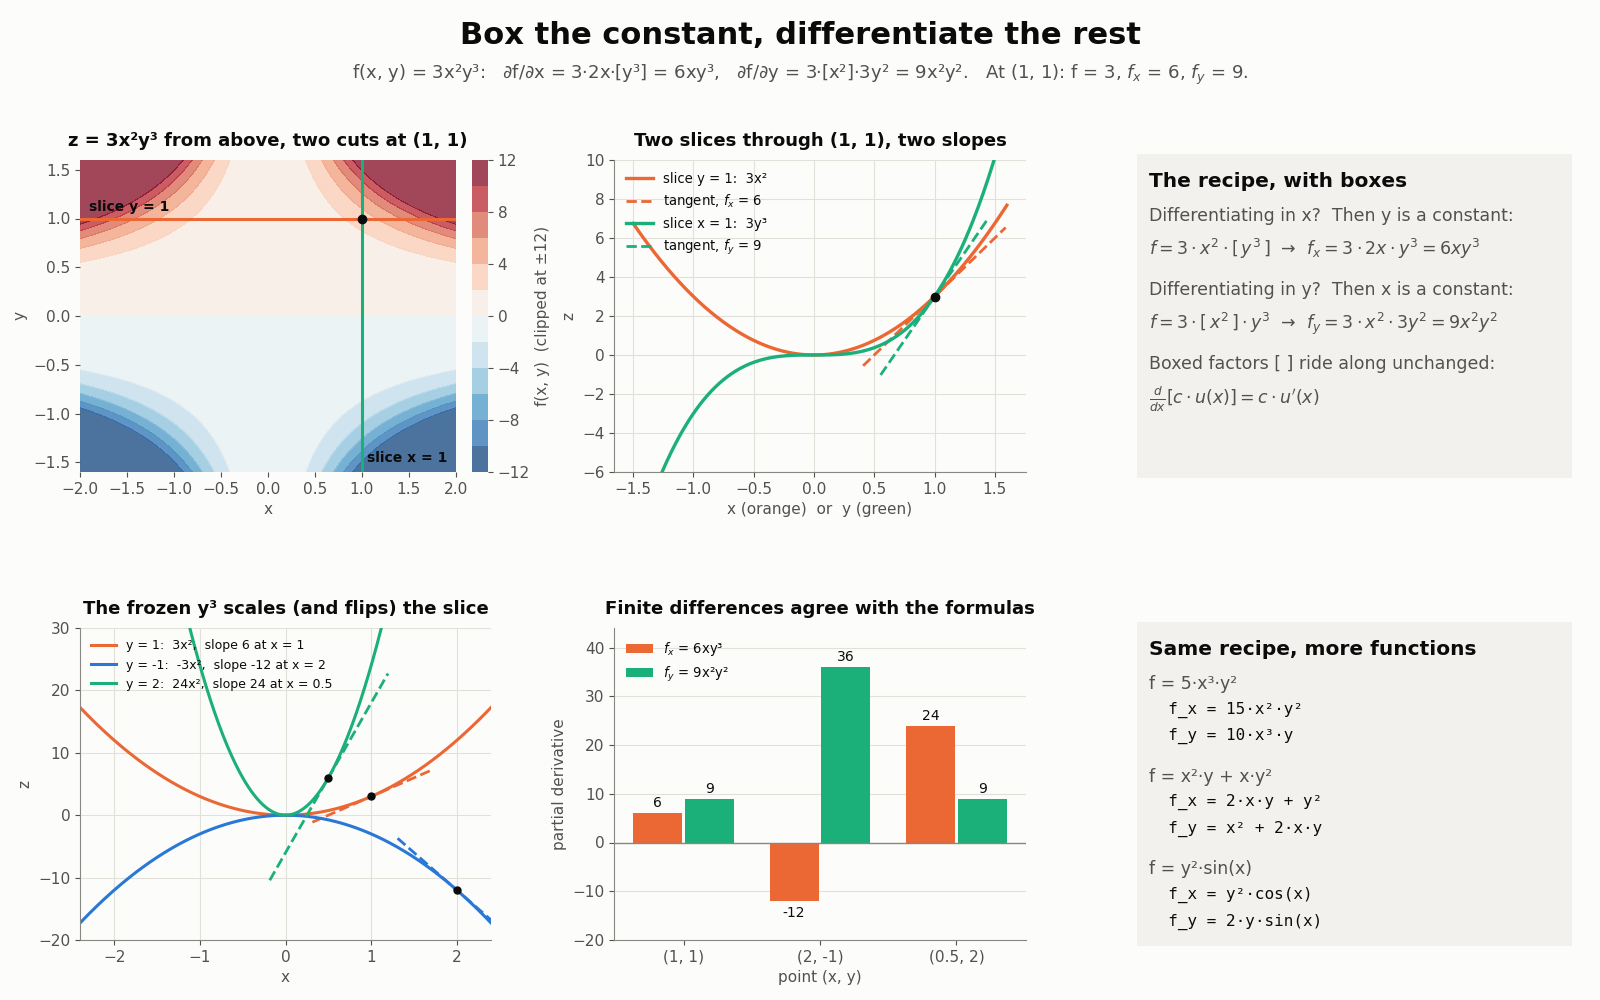 Box the constant, differentiate the rest
f(x, y) = 3x²y³:   ∂f/∂x = 3·2x·[y³] = 6xy³,   ∂f/∂y = 3·[x²]·3y² = 9x²y².   At (1, 1): f = 3, fₓ = 6, f_y = 9.
z = 3x²y³ from above, two cuts at (1, 1)
1.5
1.0
0.5
0.0
−0.5
−1.0
−1.5
y
slice y = 1
slice x = 1
−2.0 −1.5 −1.0 −0.5 0.0 0.5 1.0 1.5 2.0
x
12
8
4
0
−4
−8
−12
f(x, y)  (clipped at ±12)
Two slices through (1, 1), two slopes
slice y = 1:  3x²
tangent, fₓ = 6
slice x = 1:  3y³
tangent, f_y = 9
10
8
6
4
2
0
−2
−4
−6
z
−1.5 −1.0 −0.5 0.0 0.5 1.0 1.5
x (orange)  or  y (green)
The recipe, with boxes
Differentiating in x?  Then y is a constant:
f = 3 · x² · [ y³ ]  →  fₓ = 3 · 2x · y³ = 6xy³
Differentiating in y?  Then x is a constant:
f = 3 · [ x² ] · y³  →  f_y = 3 · x² · 3y² = 9x²y²
Boxed factors [ ] ride along unchanged:
d/dx [c · u(x)] = c · u′(x)
The frozen y³ scales (and flips) the slice
y = 1:  3x²,  slope 6 at x = 1
y = -1:  -3x²,  slope -12 at x = 2
y = 2:  24x²,  slope 24 at x = 0.5
30
20
10
0
−10
−20
z
−2 −1 0 1 2
x
Finite differences agree with the formulas
fₓ = 6xy³
f_y = 9x²y²
40
30
20
10
0
−10
−20
partial derivative
6
9
-12
36
24
9
(1, 1) (2, -1) (0.5, 2)
point (x, y)
Same recipe, more functions
f = 5·x³·y²
f_x = 15·x²·y²
f_y = 10·x³·y
f = x²·y + x·y²
f_x = 2·x·y + y²
f_y = x² + 2·x·y
f = y²·sin(x)
f_x = y²·cos(x)
f_y = 2·y·sin(x)